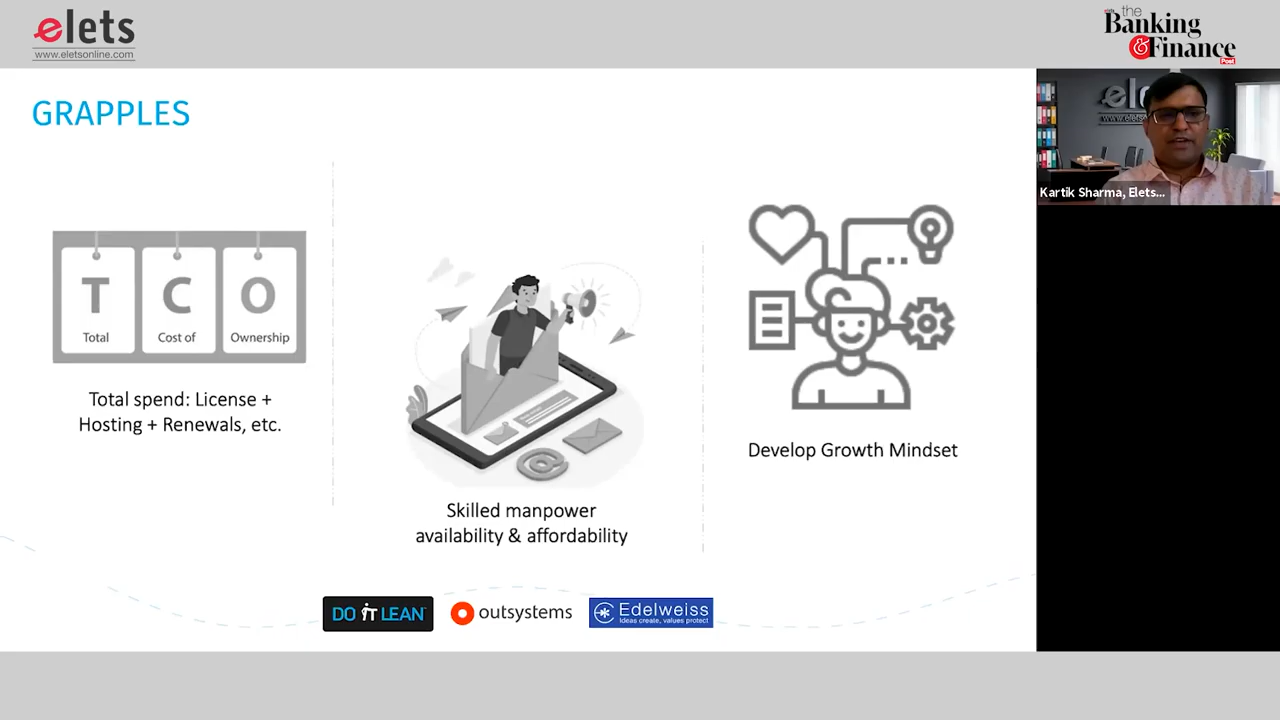 elets
www.eletsonline.com
elets the
Banking
& Finance
Post
GRAPPLES
T C O
Total Cost of Ownership
Total spend: License +
Hosting + Renewals, etc.
@
Skilled manpower
availability & affordability
Develop Growth Mindset
Kartik Sharma, Elets...
DO iT LEAN
outsystems
Edelweiss
Ideas create, values protect